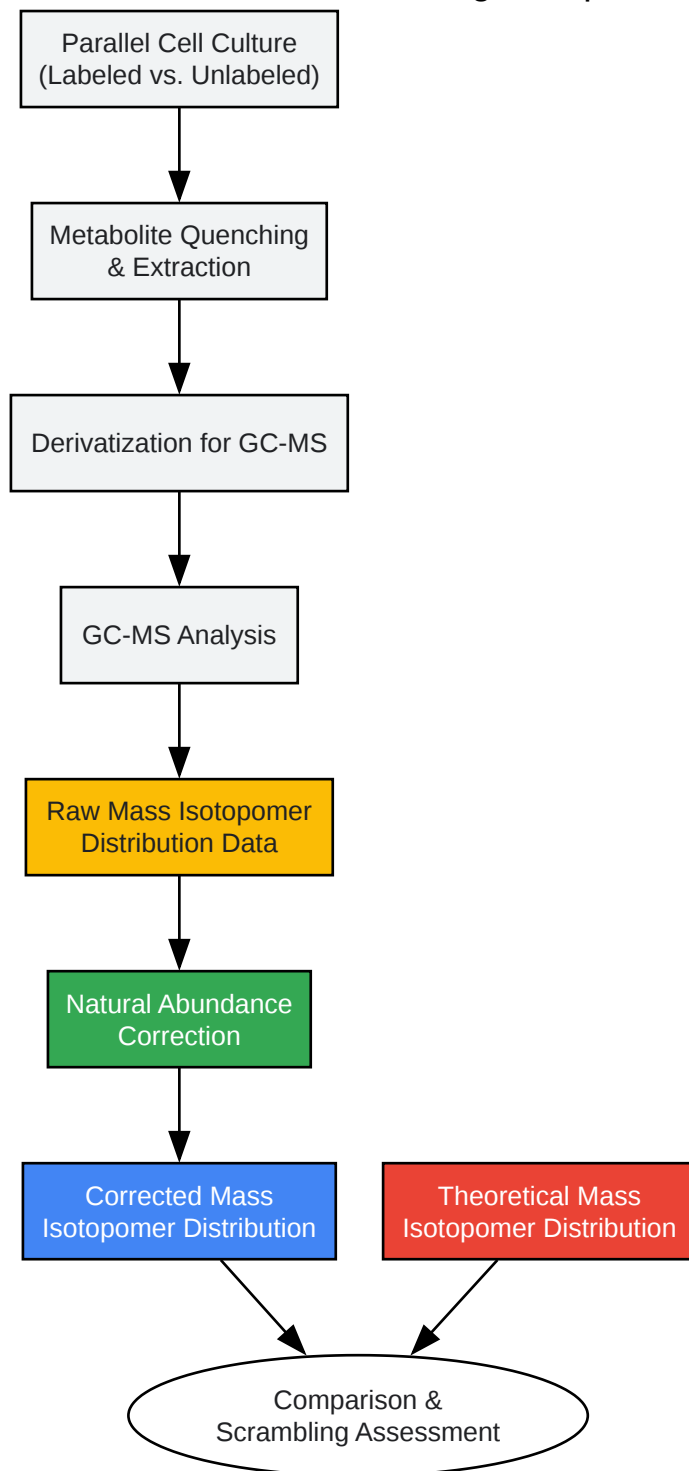 Parallel Cell Culture
(Labeled vs. Unlabeled)
Metabolite Quenching
& Extraction
Derivatization for GC-MS
GC-MS Analysis
Raw Mass Isotopomer
Distribution Data
Natural Abundance
Correction
Corrected Mass
Isotopomer Distribution
Theoretical Mass
Isotopomer Distribution
Comparison &
Scrambling Assessment